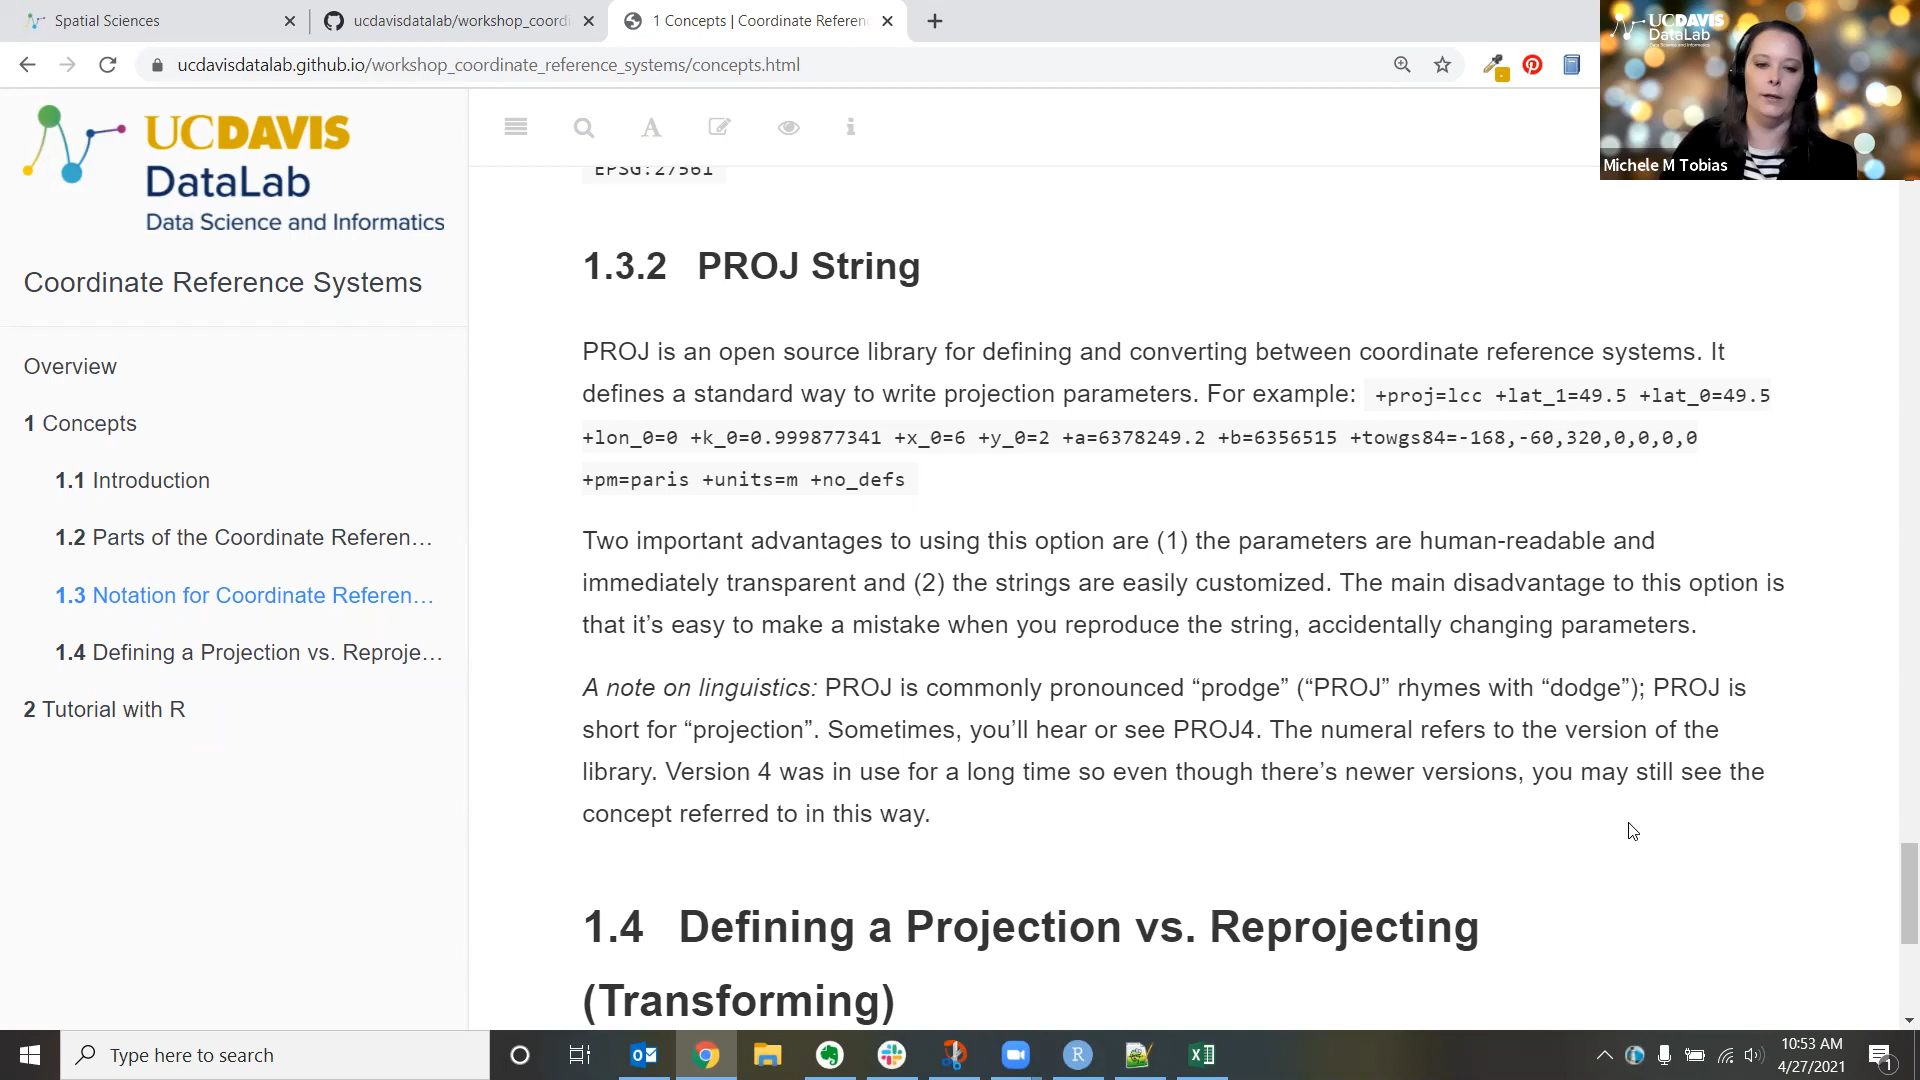 Spatial Sciences
ucdavisdatalab/workshop_coordi
1 Concepts | Coordinate Referen
ucdavisdatalab.github.io/workshop_coordinate_reference_systems/concepts.html
UCDAVIS
DataLab
Data Science and Informatics
Michele M Tobias
UCDAVIS
DataLab
Data Science and Informatics
Coordinate Reference Systems
Overview
1 Concepts
1.1 Introduction
1.2 Parts of the Coordinate Referen…
1.3 Notation for Coordinate Referen…
1.4 Defining a Projection vs. Reproje…
2 Tutorial with R
EPSG:27561
1.3.2 PROJ String
PROJ is an open source library for defining and converting between coordinate reference systems. It
defines a standard way to write projection parameters. For example: +proj=lcc +lat_1=49.5 +lat_0=49.5
+lon_0=0 +k_0=0.999877341 +x_0=6 +y_0=2 +a=6378249.2 +b=6356515 +towgs84=-168,-60,320,0,0,0,0
+pm=paris +units=m +no_defs
Two important advantages to using this option are (1) the parameters are human-readable and
immediately transparent and (2) the strings are easily customized. The main disadvantage to this option is
that it’s easy to make a mistake when you reproduce the string, accidentally changing parameters.
A note on linguistics: PROJ is commonly pronounced “prodge” (“PROJ” rhymes with “dodge”); PROJ is
short for “projection”. Sometimes, you’ll hear or see PROJ4. The numeral refers to the version of the
library. Version 4 was in use for a long time so even though there’s newer versions, you may still see the
concept referred to in this way.
1.4 Defining a Projection vs. Reprojecting
(Transforming)
Type here to search
10:53 AM
4/27/2021
1